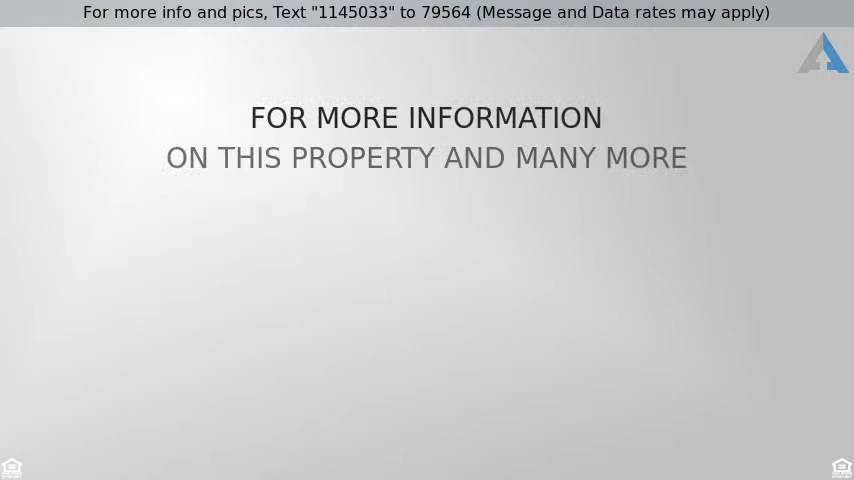 For more info and pics, Text "1145033" to 79564 (Message and Data rates may apply)
FOR MORE INFORMATION
ON THIS PROPERTY AND MANY MORE